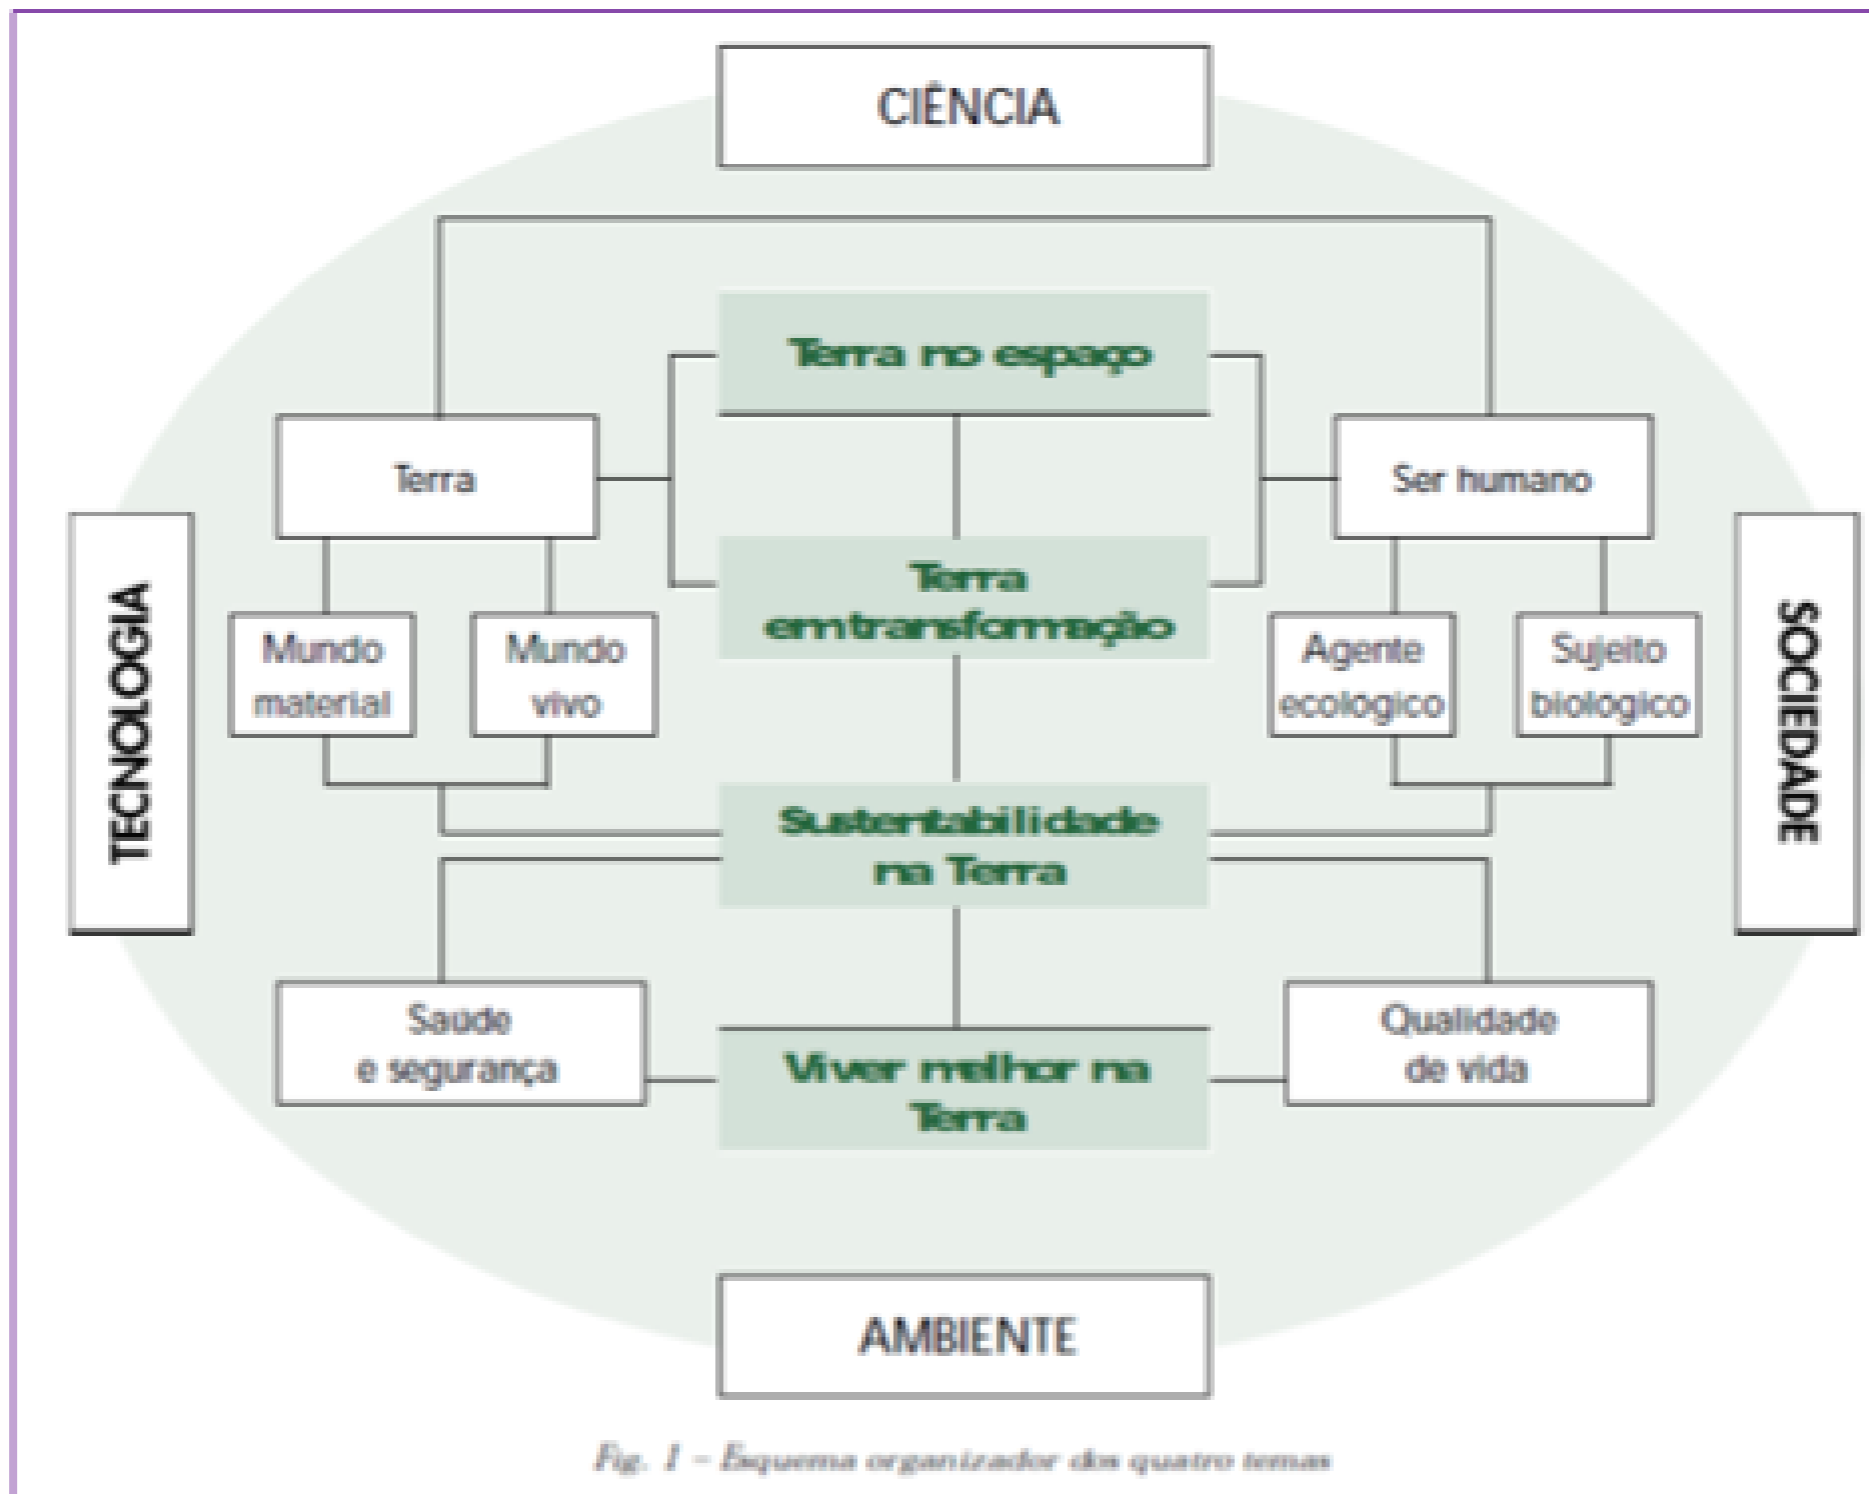 CIÊNCIA
Terra no espaço
Terra
Ser humano
Terra
em transformação
TECNOLOGIA
SOCIEDADE
Mundo
material
Mundo
vivo
Agente
ecológico
Sujeito
biológico
Sustentabilidade
na Terra
Saúde
e segurança
Viver melhor na
Terra
Qualidade
de vida
AMBIENTE
Fig. 1 – Esquema organizador dos quatro temas